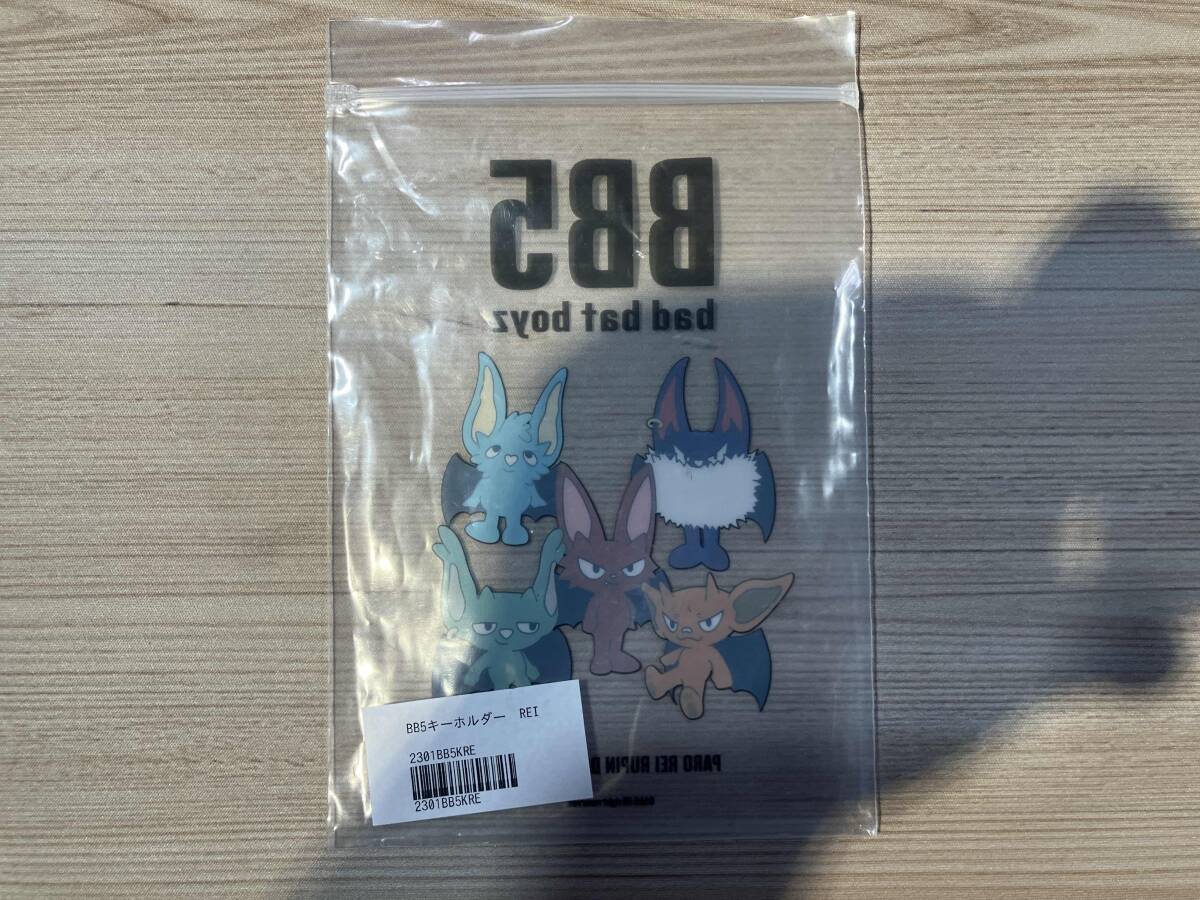 BB5
bad bat boyz
BB5キーホルダー REI
2301BB5KRE
2301BB5KRE
PARO REI RUPIN